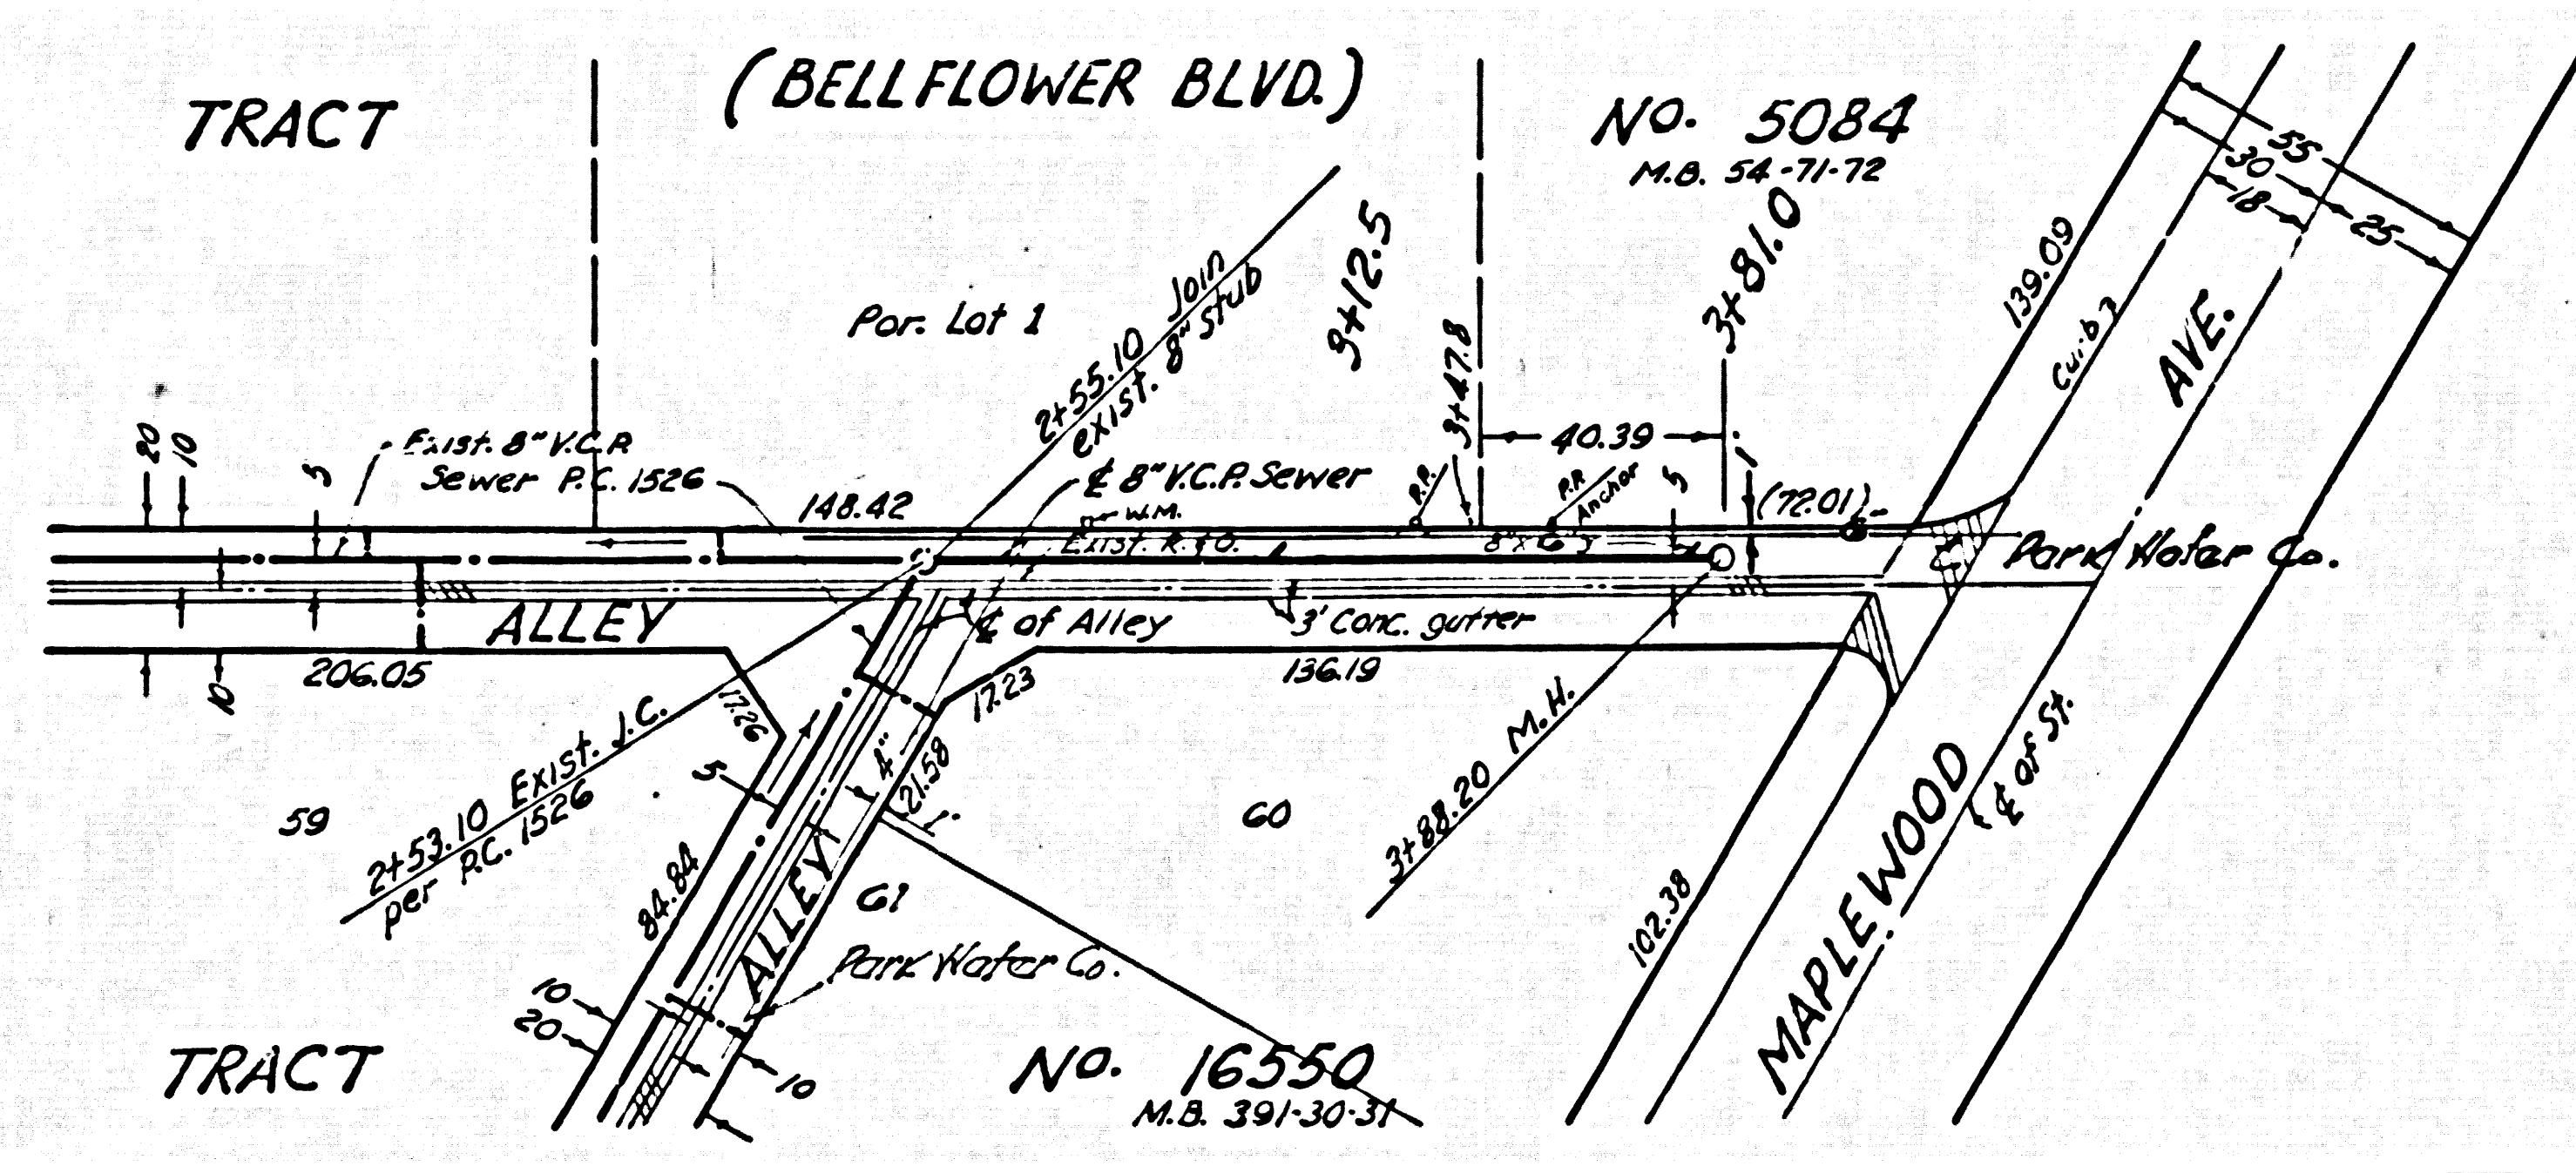 TRACT
(BELLFLOWER BLVD.)
No. 5084
M.B. 54-71-72
55
30
18
25
139.09
Curb
AVE.
Por. Lot 1
2+55.10 Join
exist. 8" stub
3+12.5
3+47.8
3+81.0
40.39
20
10
5
Exist. 8" V.C.P.
Sewer P.C. 1526
148.42
℄ 8" V.C.P. Sewer
W.M.
Exist. R. & O.
P.P.
P.P.
Anchor
8" x 6"
5
1'
(72.01)
Park Water Co.
ALLEY
℄ of Alley
3' Conc. gutter
206.05
10
17.26
17.23
136.19
2+53.10 Exist. J.C.
per P.C. 1526
5
4"
21.58
1'
59
60
61
3+88.20 M.H.
84.84
ALLEY
Park Water Co.
102.38
MAPLEWOOD
℄ of St.
10
20
10
TRACT
No. 16550
M.B. 391-30-31